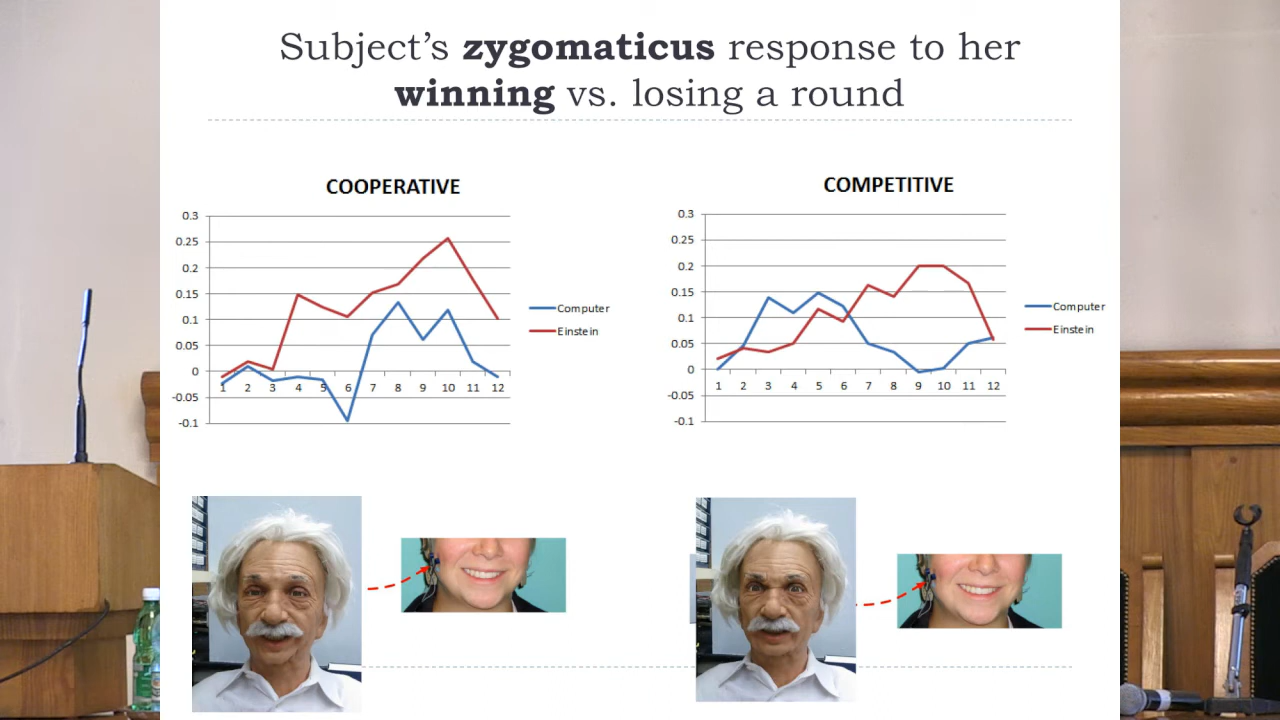 Subject's zygomaticus response to her
winning vs. losing a round
COOPERATIVE
0.3
0.25
0.2
0.15
0.1
0.05
0
-0.05
-0.1
1 2 3 4 5 6 7 8 9 10 11 12
Computer
Einstein
COMPETITIVE
0.3
0.25
0.2
0.15
0.1
0.05
0
-0.05
-0.1
1 2 3 4 5 6 7 8 9 10 11 12
Computer
Einstein